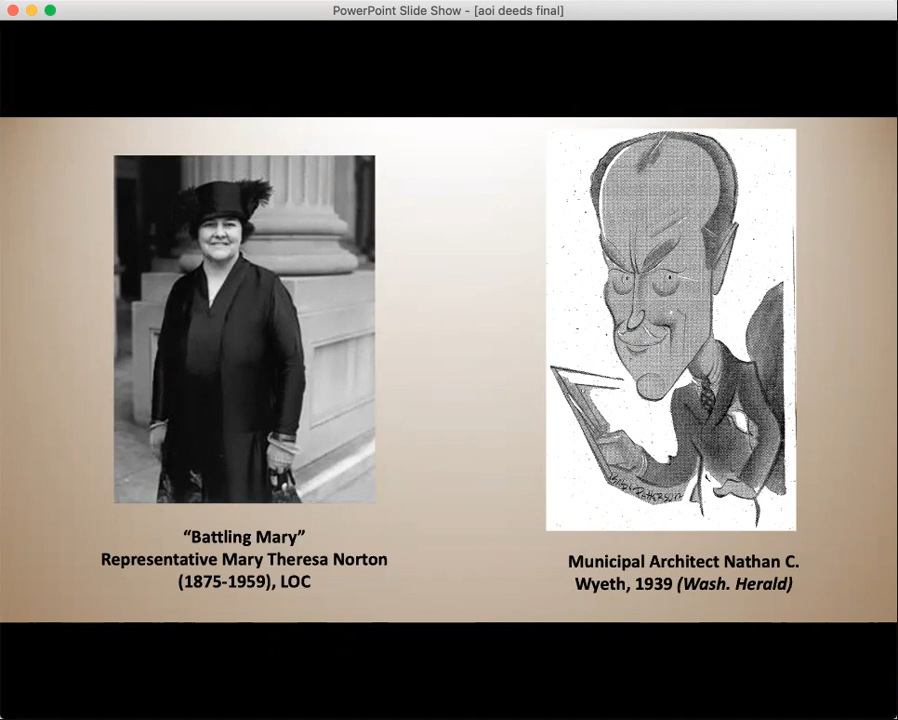 PowerPoint Slide Show - [aoi deeds final]
“Battling Mary”
Representative Mary Theresa Norton
(1875-1959), LOC
Municipal Architect Nathan C.
Wyeth, 1939 (Wash. Herald)